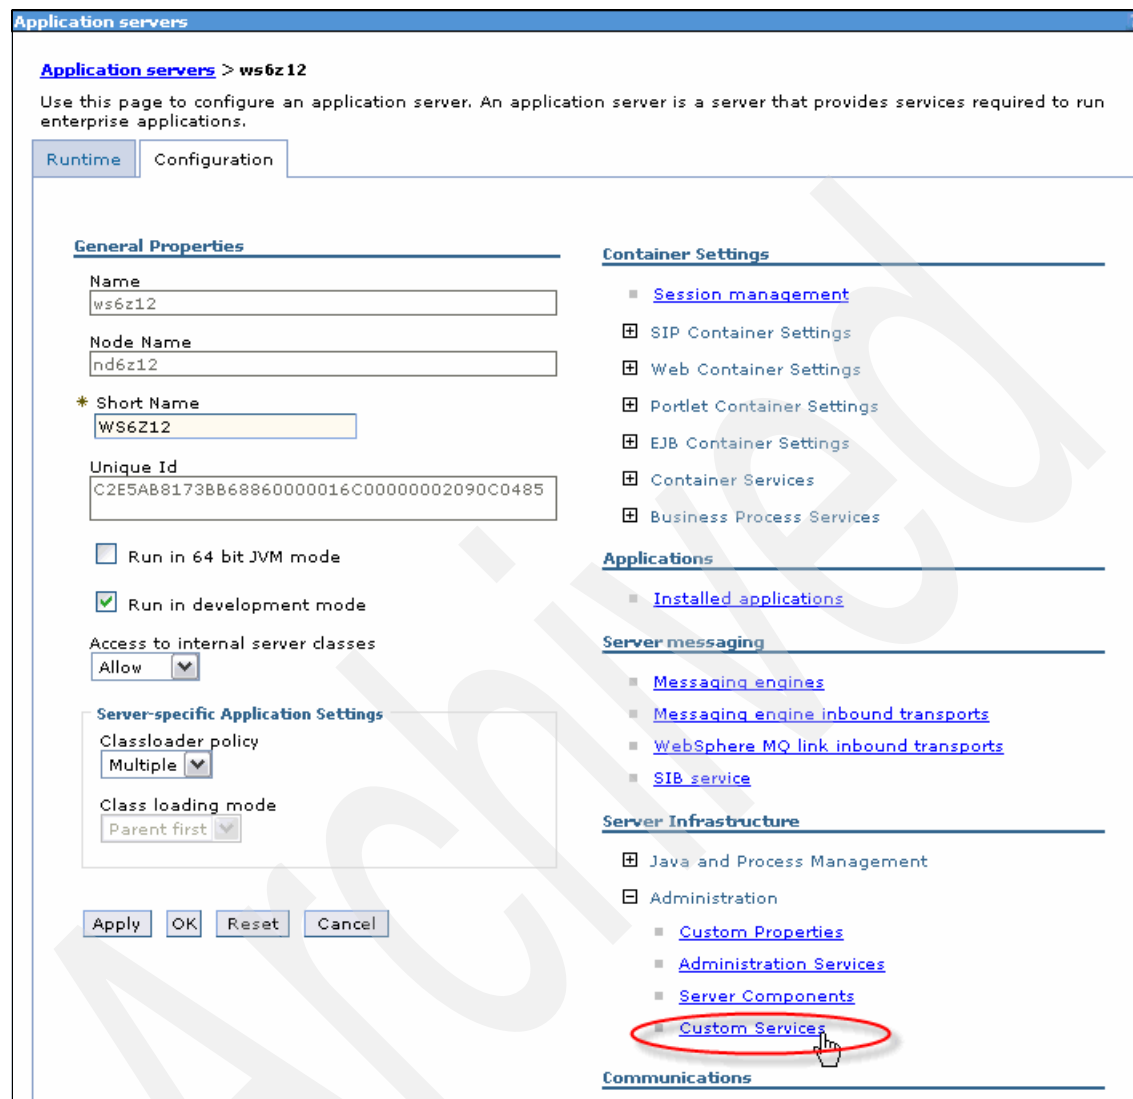 Application servers
Application servers > ws6z12
Use this page to configure an application server. An application server is a server that provides services required to run
enterprise applications.
Runtime
Configuration
General Properties
Name
ws6z12
Node Name
nd6z12
* Short Name
WS6Z12
Unique Id
C2E5AB8173BB68860000016C00000002090C0485
Run in 64 bit JVM mode
Run in development mode
Access to internal server classes
Allow
Server-specific Application Settings
Classloader policy
Multiple
Class loading mode
Parent first
Apply
OK
Reset
Cancel
Container Settings
Session management
SIP Container Settings
Web Container Settings
Portlet Container Settings
EJB Container Settings
Container Services
Business Process Services
Applications
Installed applications
Server messaging
Messaging engines
Messaging engine inbound transports
WebSphere MQ link inbound transports
SIB service
Server Infrastructure
Java and Process Management
Administration
Custom Properties
Administration Services
Server Components
Custom Services
Communications
Archived